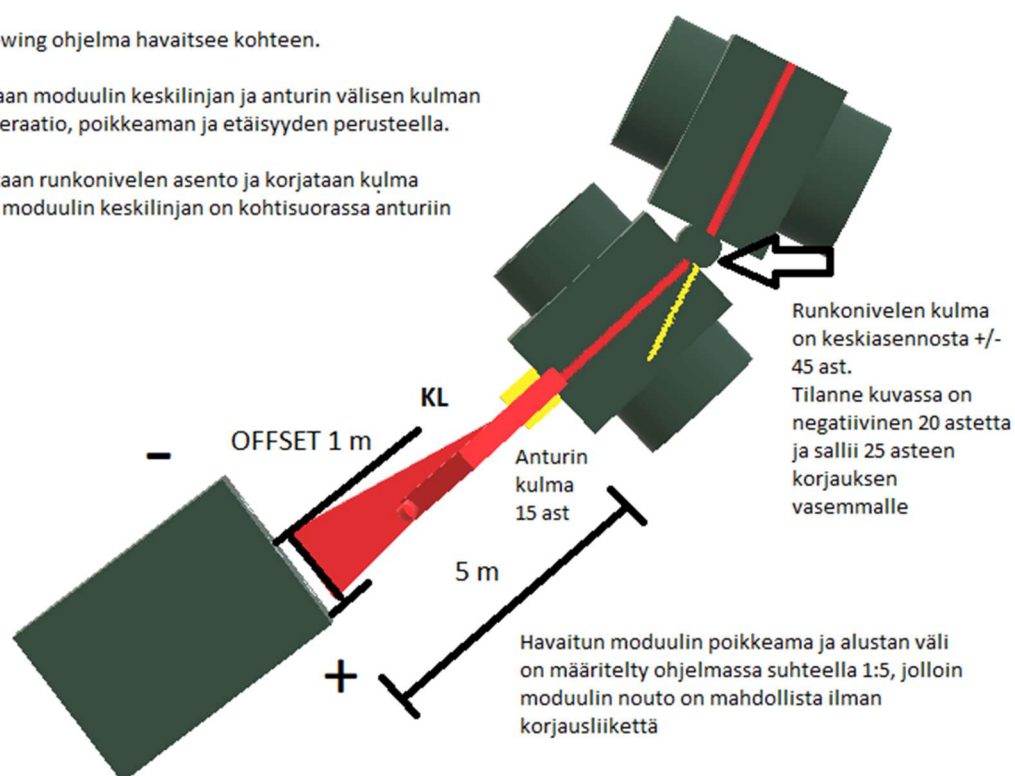 wing ohjelma havaitsee kohteen.
aan moduulin keskilinjan ja anturin välisen kulman
eraatio, poikkeaman ja etäisyyden perusteella.
aan runkonivelen asento ja korjataan kulma
moduulin keskilinjan on kohtisuorassa anturiin
Runkonivelen kulma
on keskiasennosta +/-
45 ast.
Tilanne kuvassa on
negatiivinen 20 astetta
ja sallii 25 asteen
korjauksen
vasemmalle
KL
OFFSET 1 m
-
Anturin
kulma
15 ast
5 m
+
Havaitun moduulin poikkeama ja alustan väli
on määritelty ohjelmassa suhteella 1:5, jolloin
moduulin nouto on mahdollista ilman
korjausliikettä